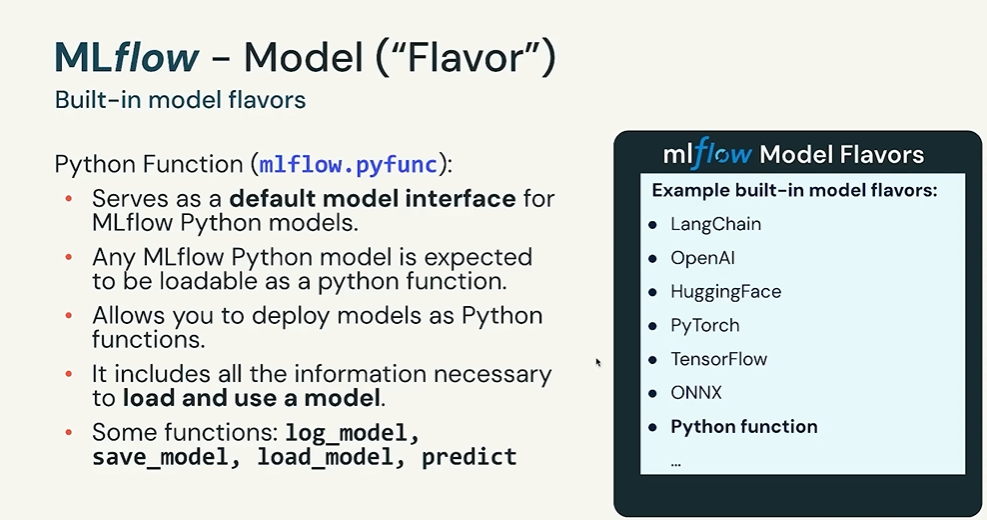 MLflow – Model (“Flavor”)
Built-in model flavors
Python Function (mlflow.pyfunc):
• Serves as a default model interface for
MLflow Python models.
• Any MLflow Python model is expected
to be loadable as a python function.
• Allows you to deploy models as Python
functions.
• It includes all the information necessary
to load and use a model.
• Some functions: log_model,
save_model, load_model, predict
mlflow Model Flavors
Example built-in model flavors:
• LangChain
• OpenAI
• HuggingFace
• PyTorch
• TensorFlow
• ONNX
• Python function
...